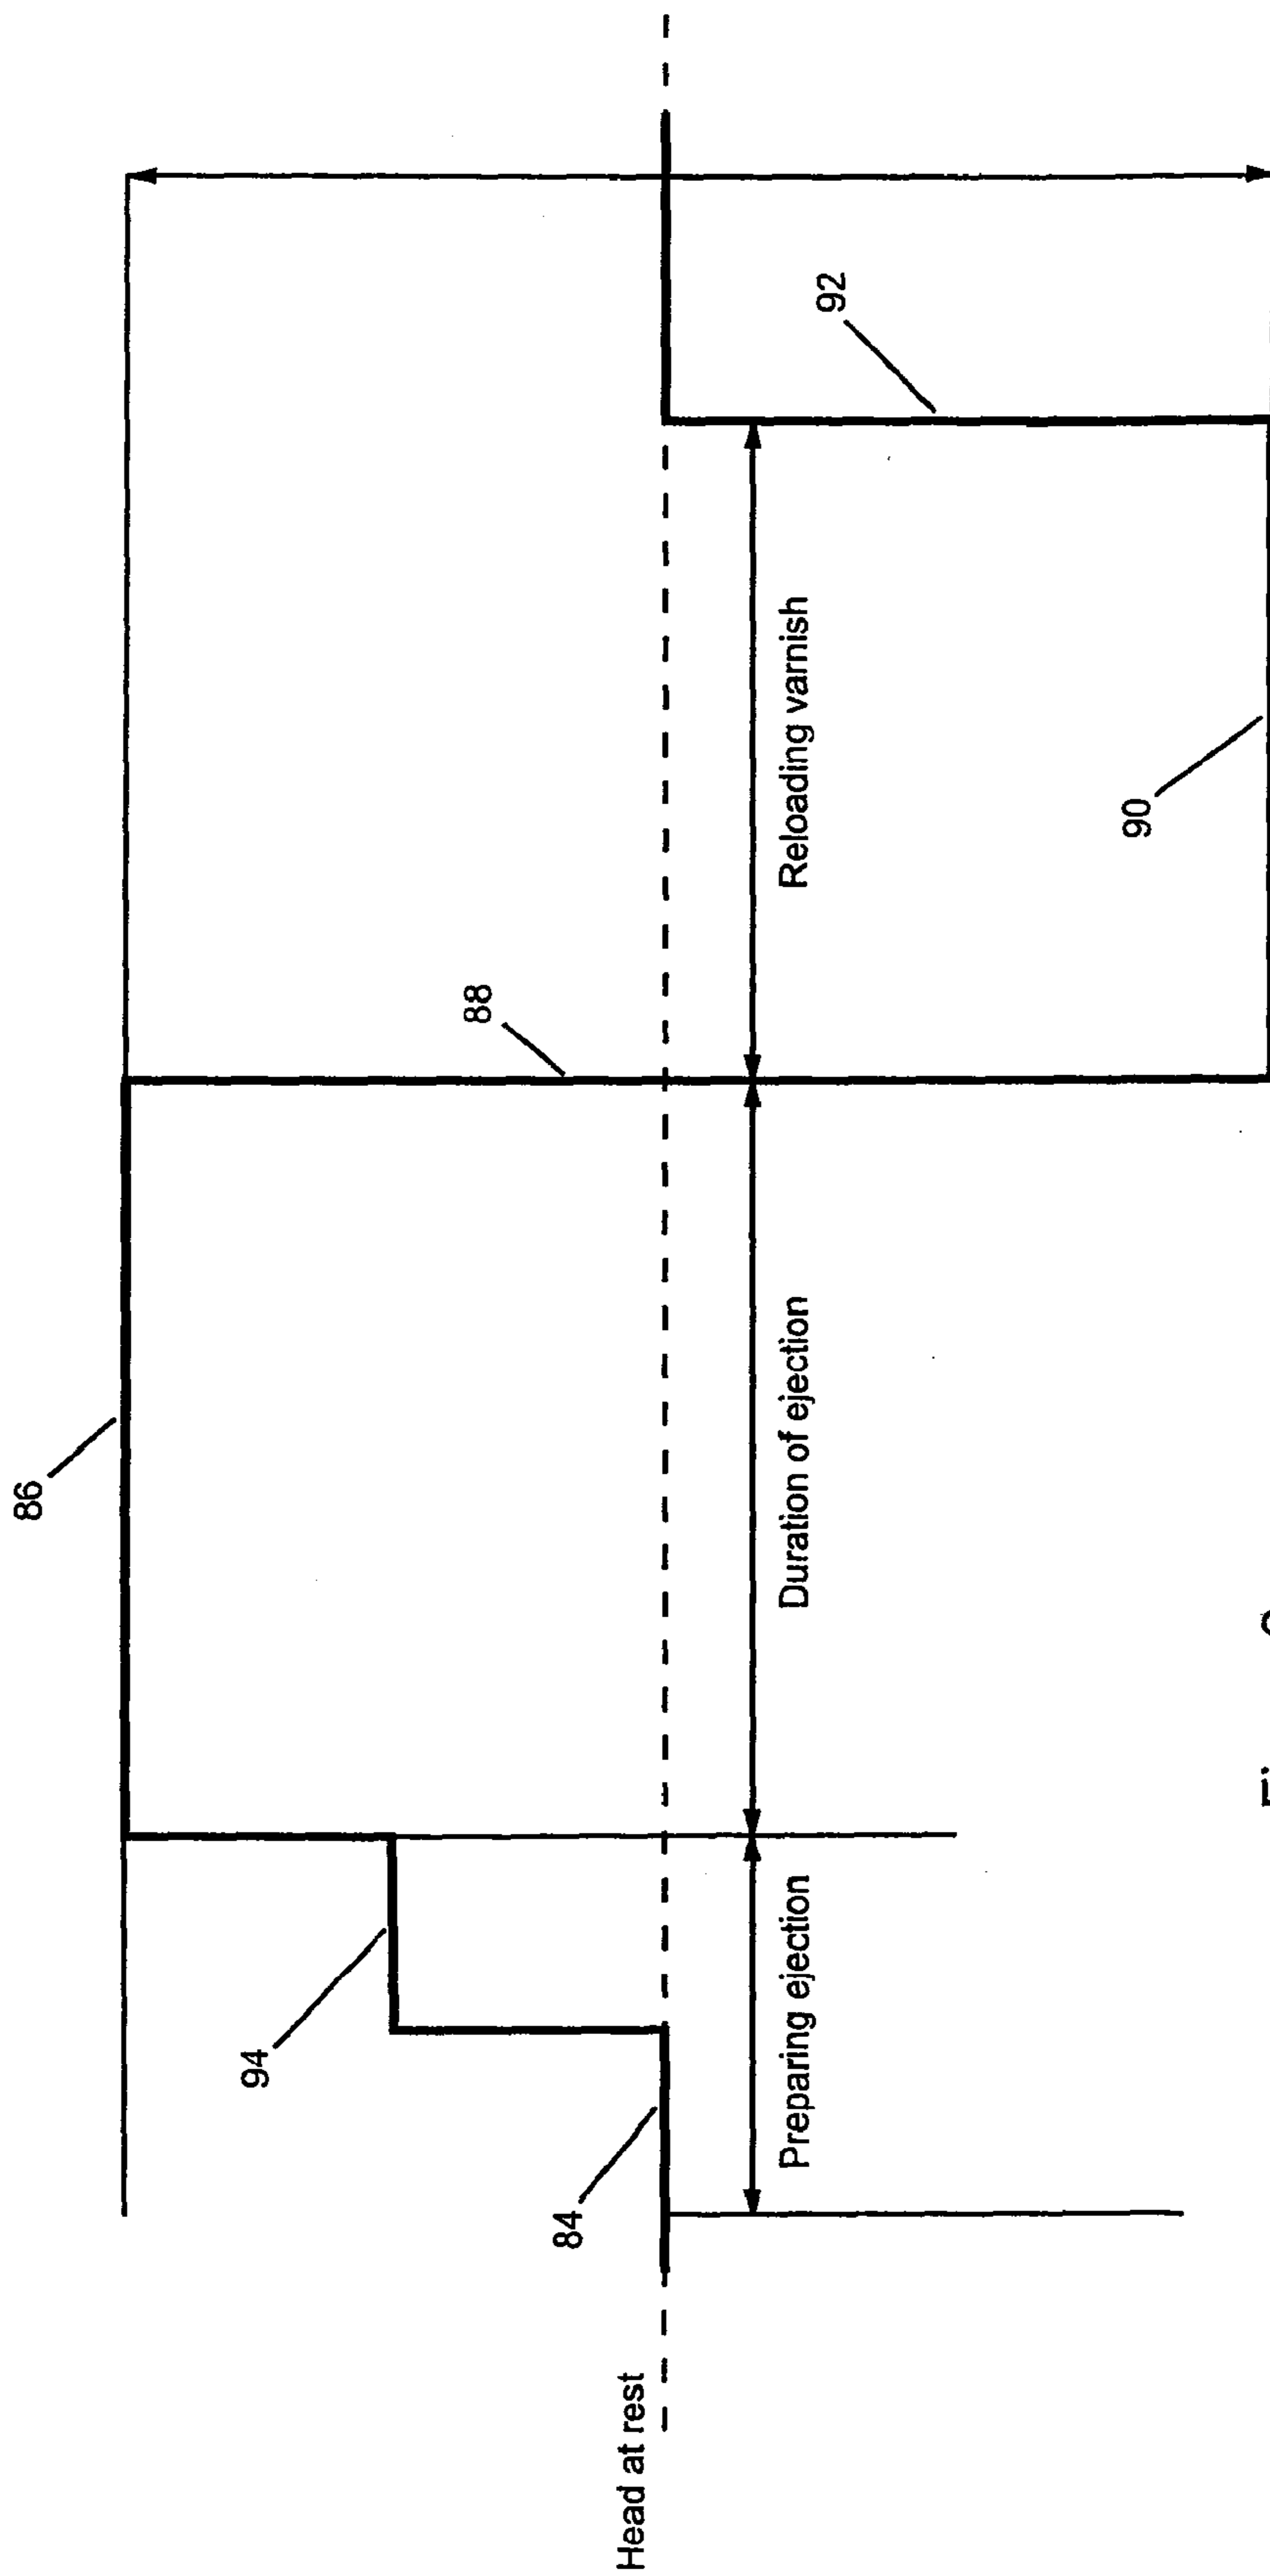 86
94
88
84
Head at rest
Preparing ejection
Duration of ejection
Reloading varnish
92
90